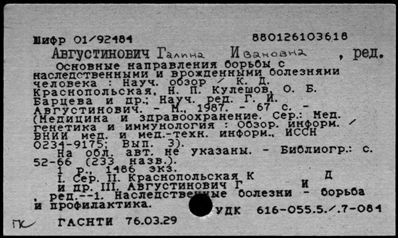 Шифр 01/92484 880126103618
Августинович Галина Ивановна , ред.
Основные направления борьбы с
наследственными и врожденными болезнями
человека : Науч. обзор / К. Д.
Краснопольская, Н. П. Кулешов, О. Б.
Барцева и др.; Науч. ред. Г. И.
Августинович. - М., 1987. - 67 с. -
(Медицина и здравоохранение. Сер.: Мед.
генетика и иммунология : Обзор. информ. /
ВНИИ мед. и мед.-техн. информ., ИССН
0234-9175; Вып. 3).
На обл. авт. не указаны. - Библиогр.: с.
52-66 (233 назв.).
1 р., 1486 экз.
I. Сер. II. Краснопольская К Д
и др. III. Августинович Г И
, ред.--1. Наследственные болезни - борьба
и профилактика.
УДК 616-055.5/.7-084
ПК ГАСНТИ 76.03.29